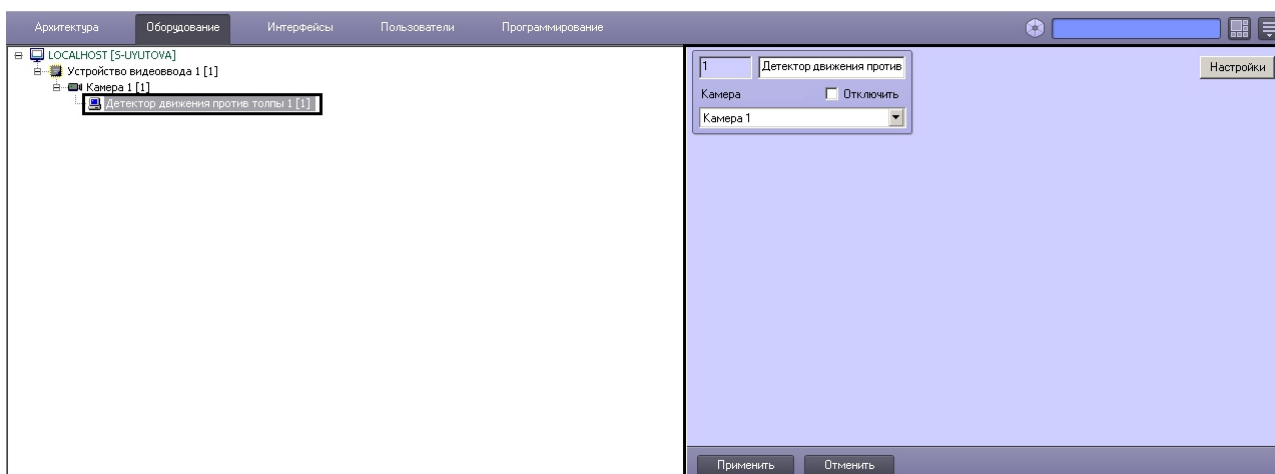 Архитектура Оборудование Интерфейсы Пользователи Программирование
LOCALHOST [S-UYUTOVA]
Устройство видеоввода 1 [1]
Камера 1 [1]
Детектор движения против толпы 1 [1]
1 Детектор движения против
Настройки
Камера Отключить
Камера 1
Применить Отменить